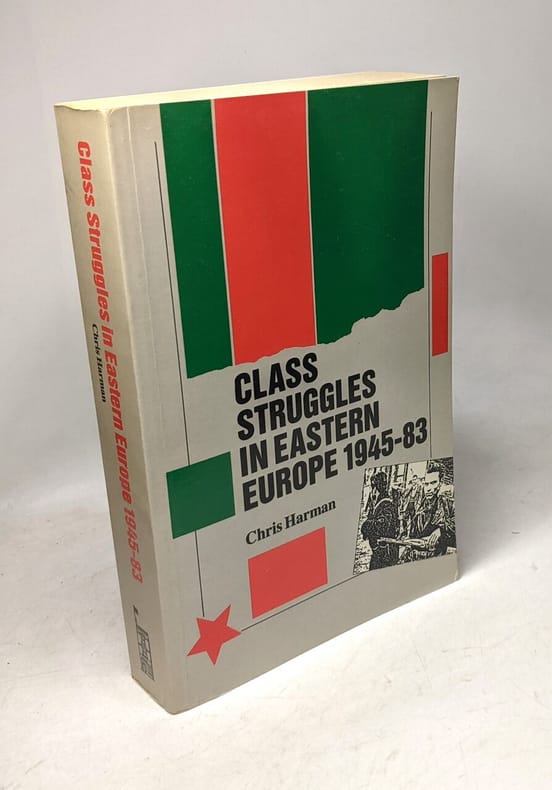 Class Struggles in Eastern Europe 1945-83
Chris Harman
CLASS
STRUGGLES
IN EASTERN
EUROPE 1945-83
Chris Harman